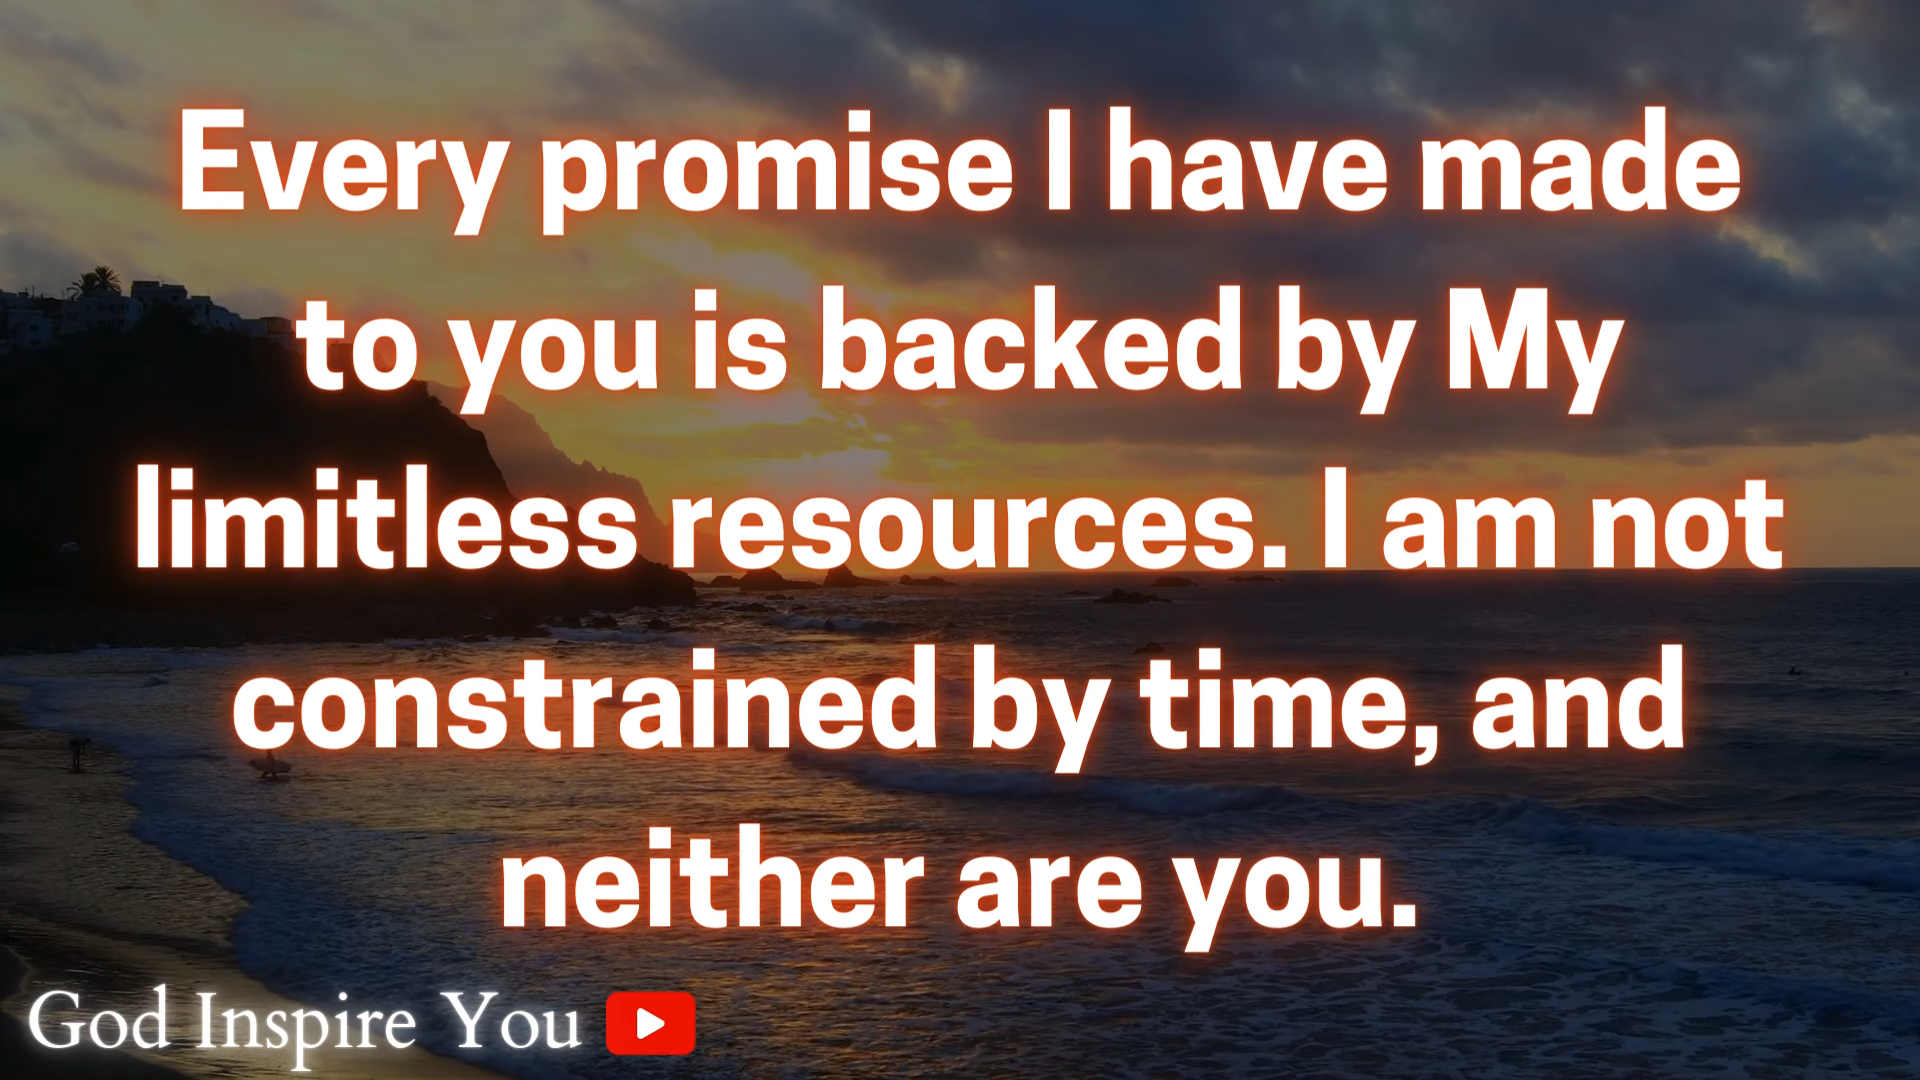 Every promise I have made
to you is backed by My
limitless resources. I am not
constrained by time, and
neither are you.
God Inspire You